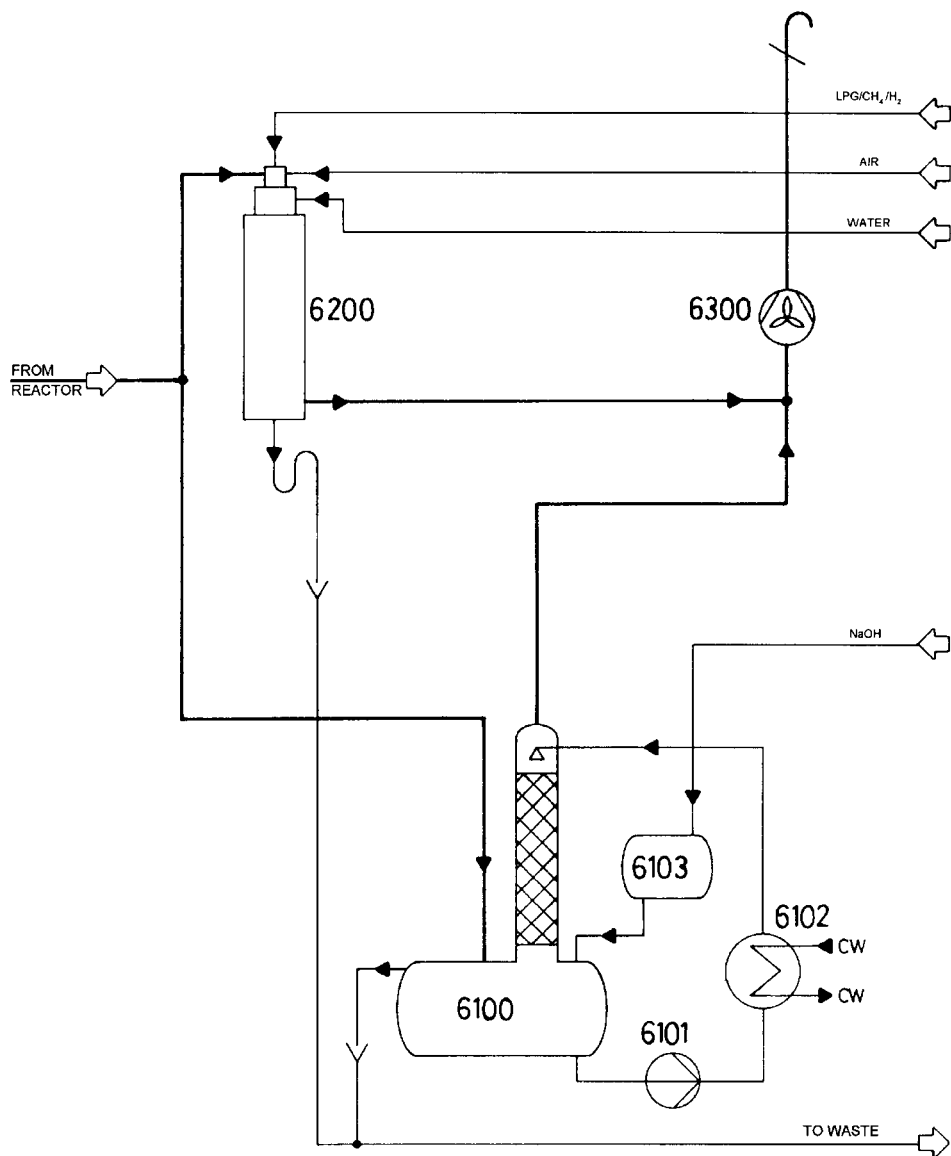 LPG/CH₄/H₂
AIR
WATER
6200
6300
FROM
REACTOR
NaOH
6103
6102
CW
6100
CW
6101
TO WASTE